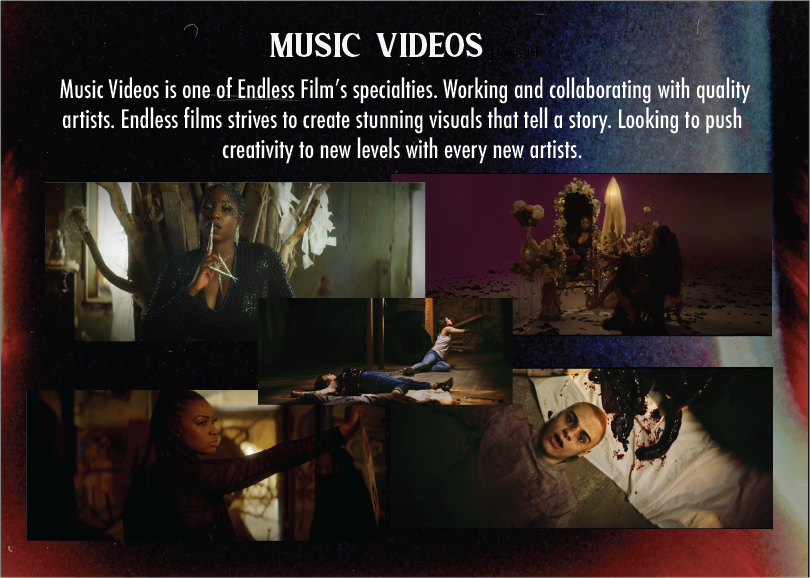 MUSIC VIDEOS
Music Videos is one of Endless Film's specialties. Working and collaborating with quality
artists. Endless films strives to create stunning visuals that tell a story. Looking to push
creativity to new levels with every new artists.